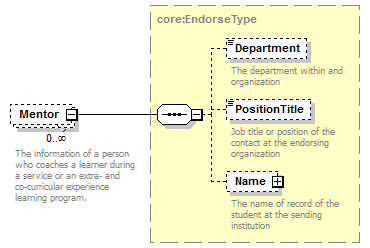 core:EndorseType
Department
The department within and
organization
PositionTitle
Job title or position of the
contact at the endorsing
organization
Mentor
0..∞
The information of a person
who coaches a learner during
a service or an extra- and
co-curricular experience
learning program.
Name
The name of record of the
student at the sending
institution